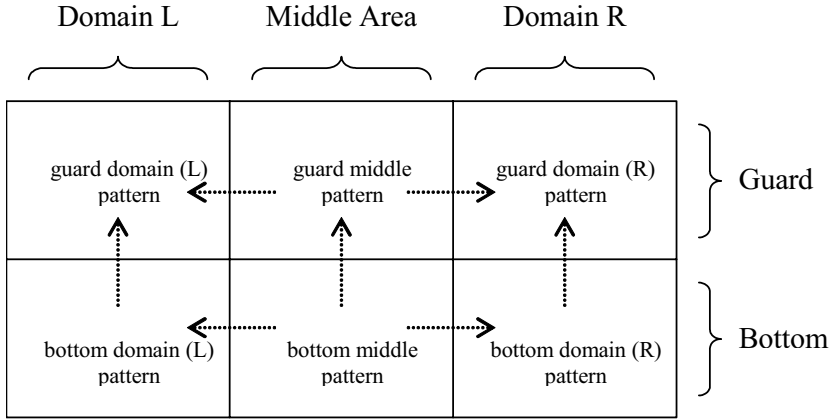 Domain L Middle Area Domain R
guard domain (L) guard middle guard domain (R)
pattern pattern pattern
Guard
bottom domain (L) bottom middle bottom domain (R)
pattern pattern pattern
Bottom